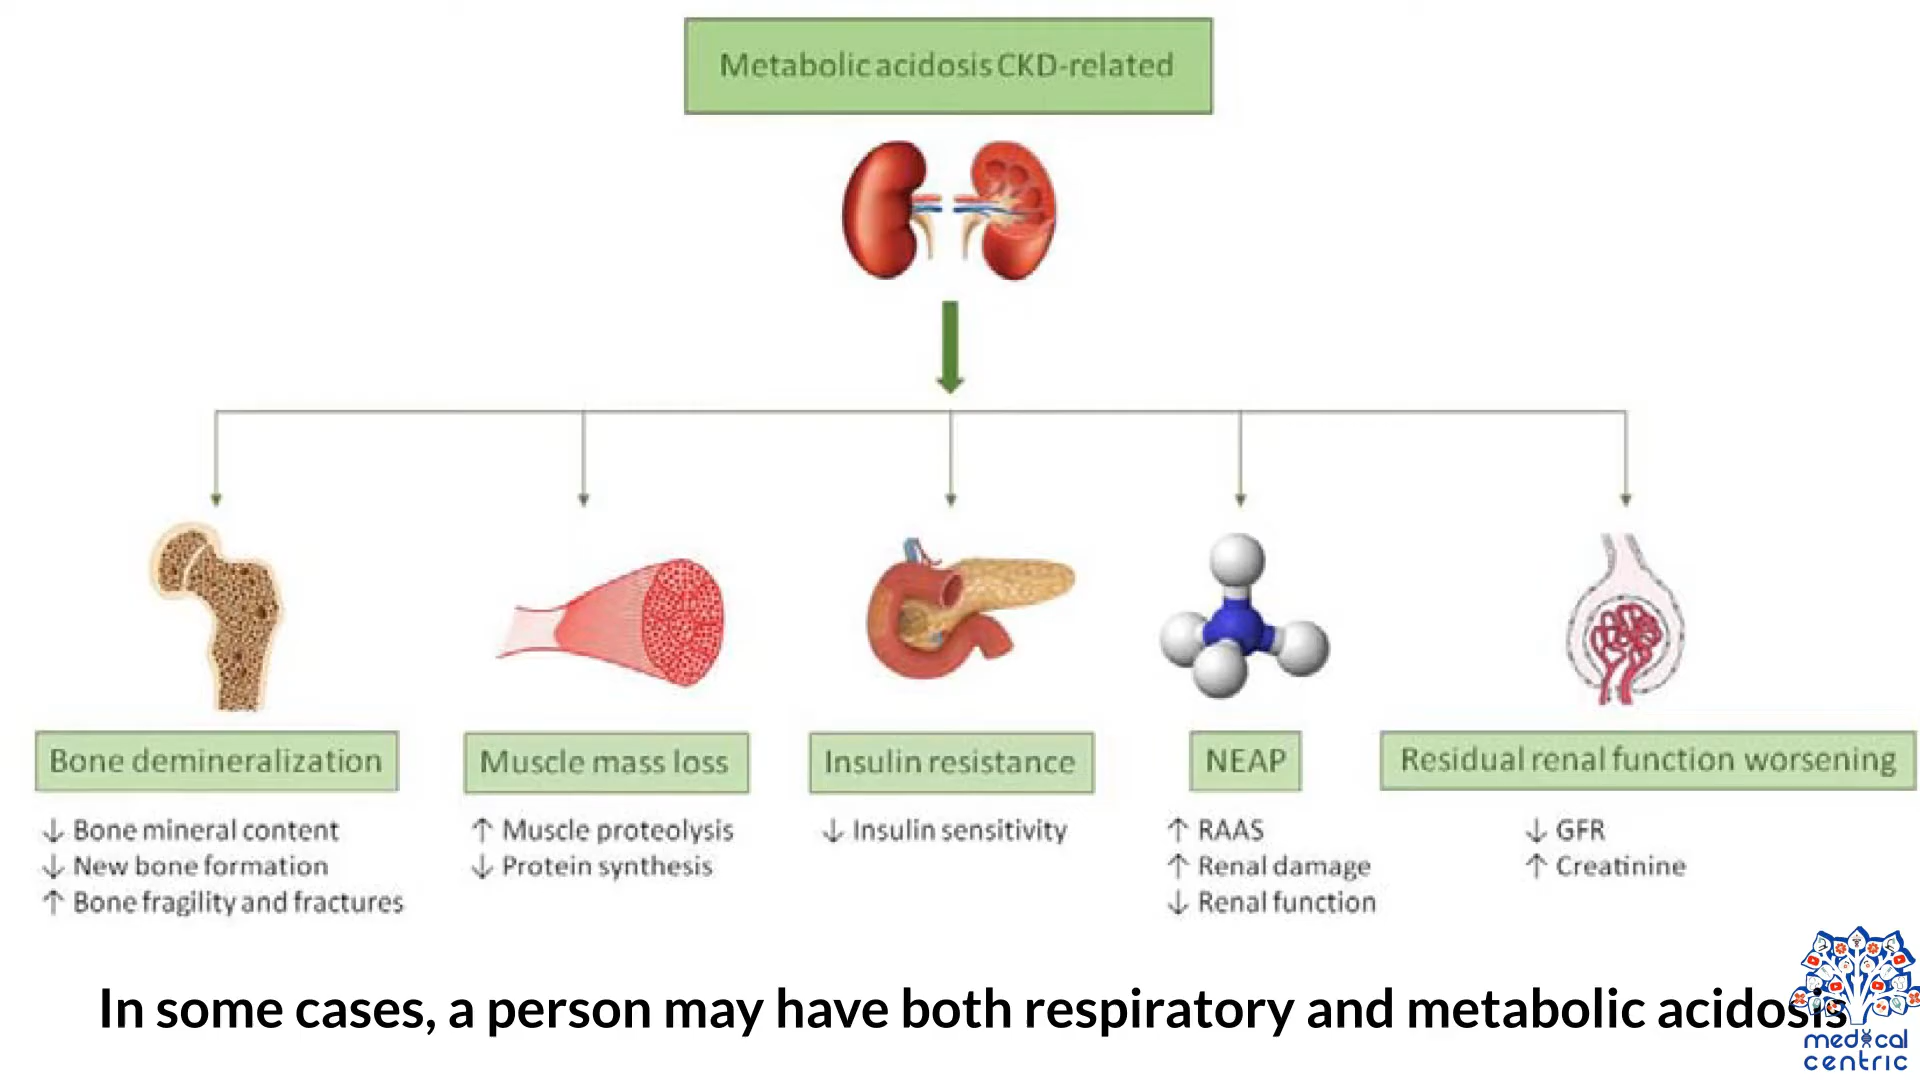 Metabolic acidosis CKD-related
Bone demineralization
↓ Bone mineral content
↓ New bone formation
↑ Bone fragility and fractures
Muscle mass loss
↑ Muscle proteolysis
↓ Protein synthesis
Insulin resistance
↓ Insulin sensitivity
NEAP
↑ RAAS
↑ Renal damage
↓ Renal function
Residual renal function worsening
↓ GFR
↑ Creatinine
In some cases, a person may have both respiratory and metabolic acidosis
medical
centric